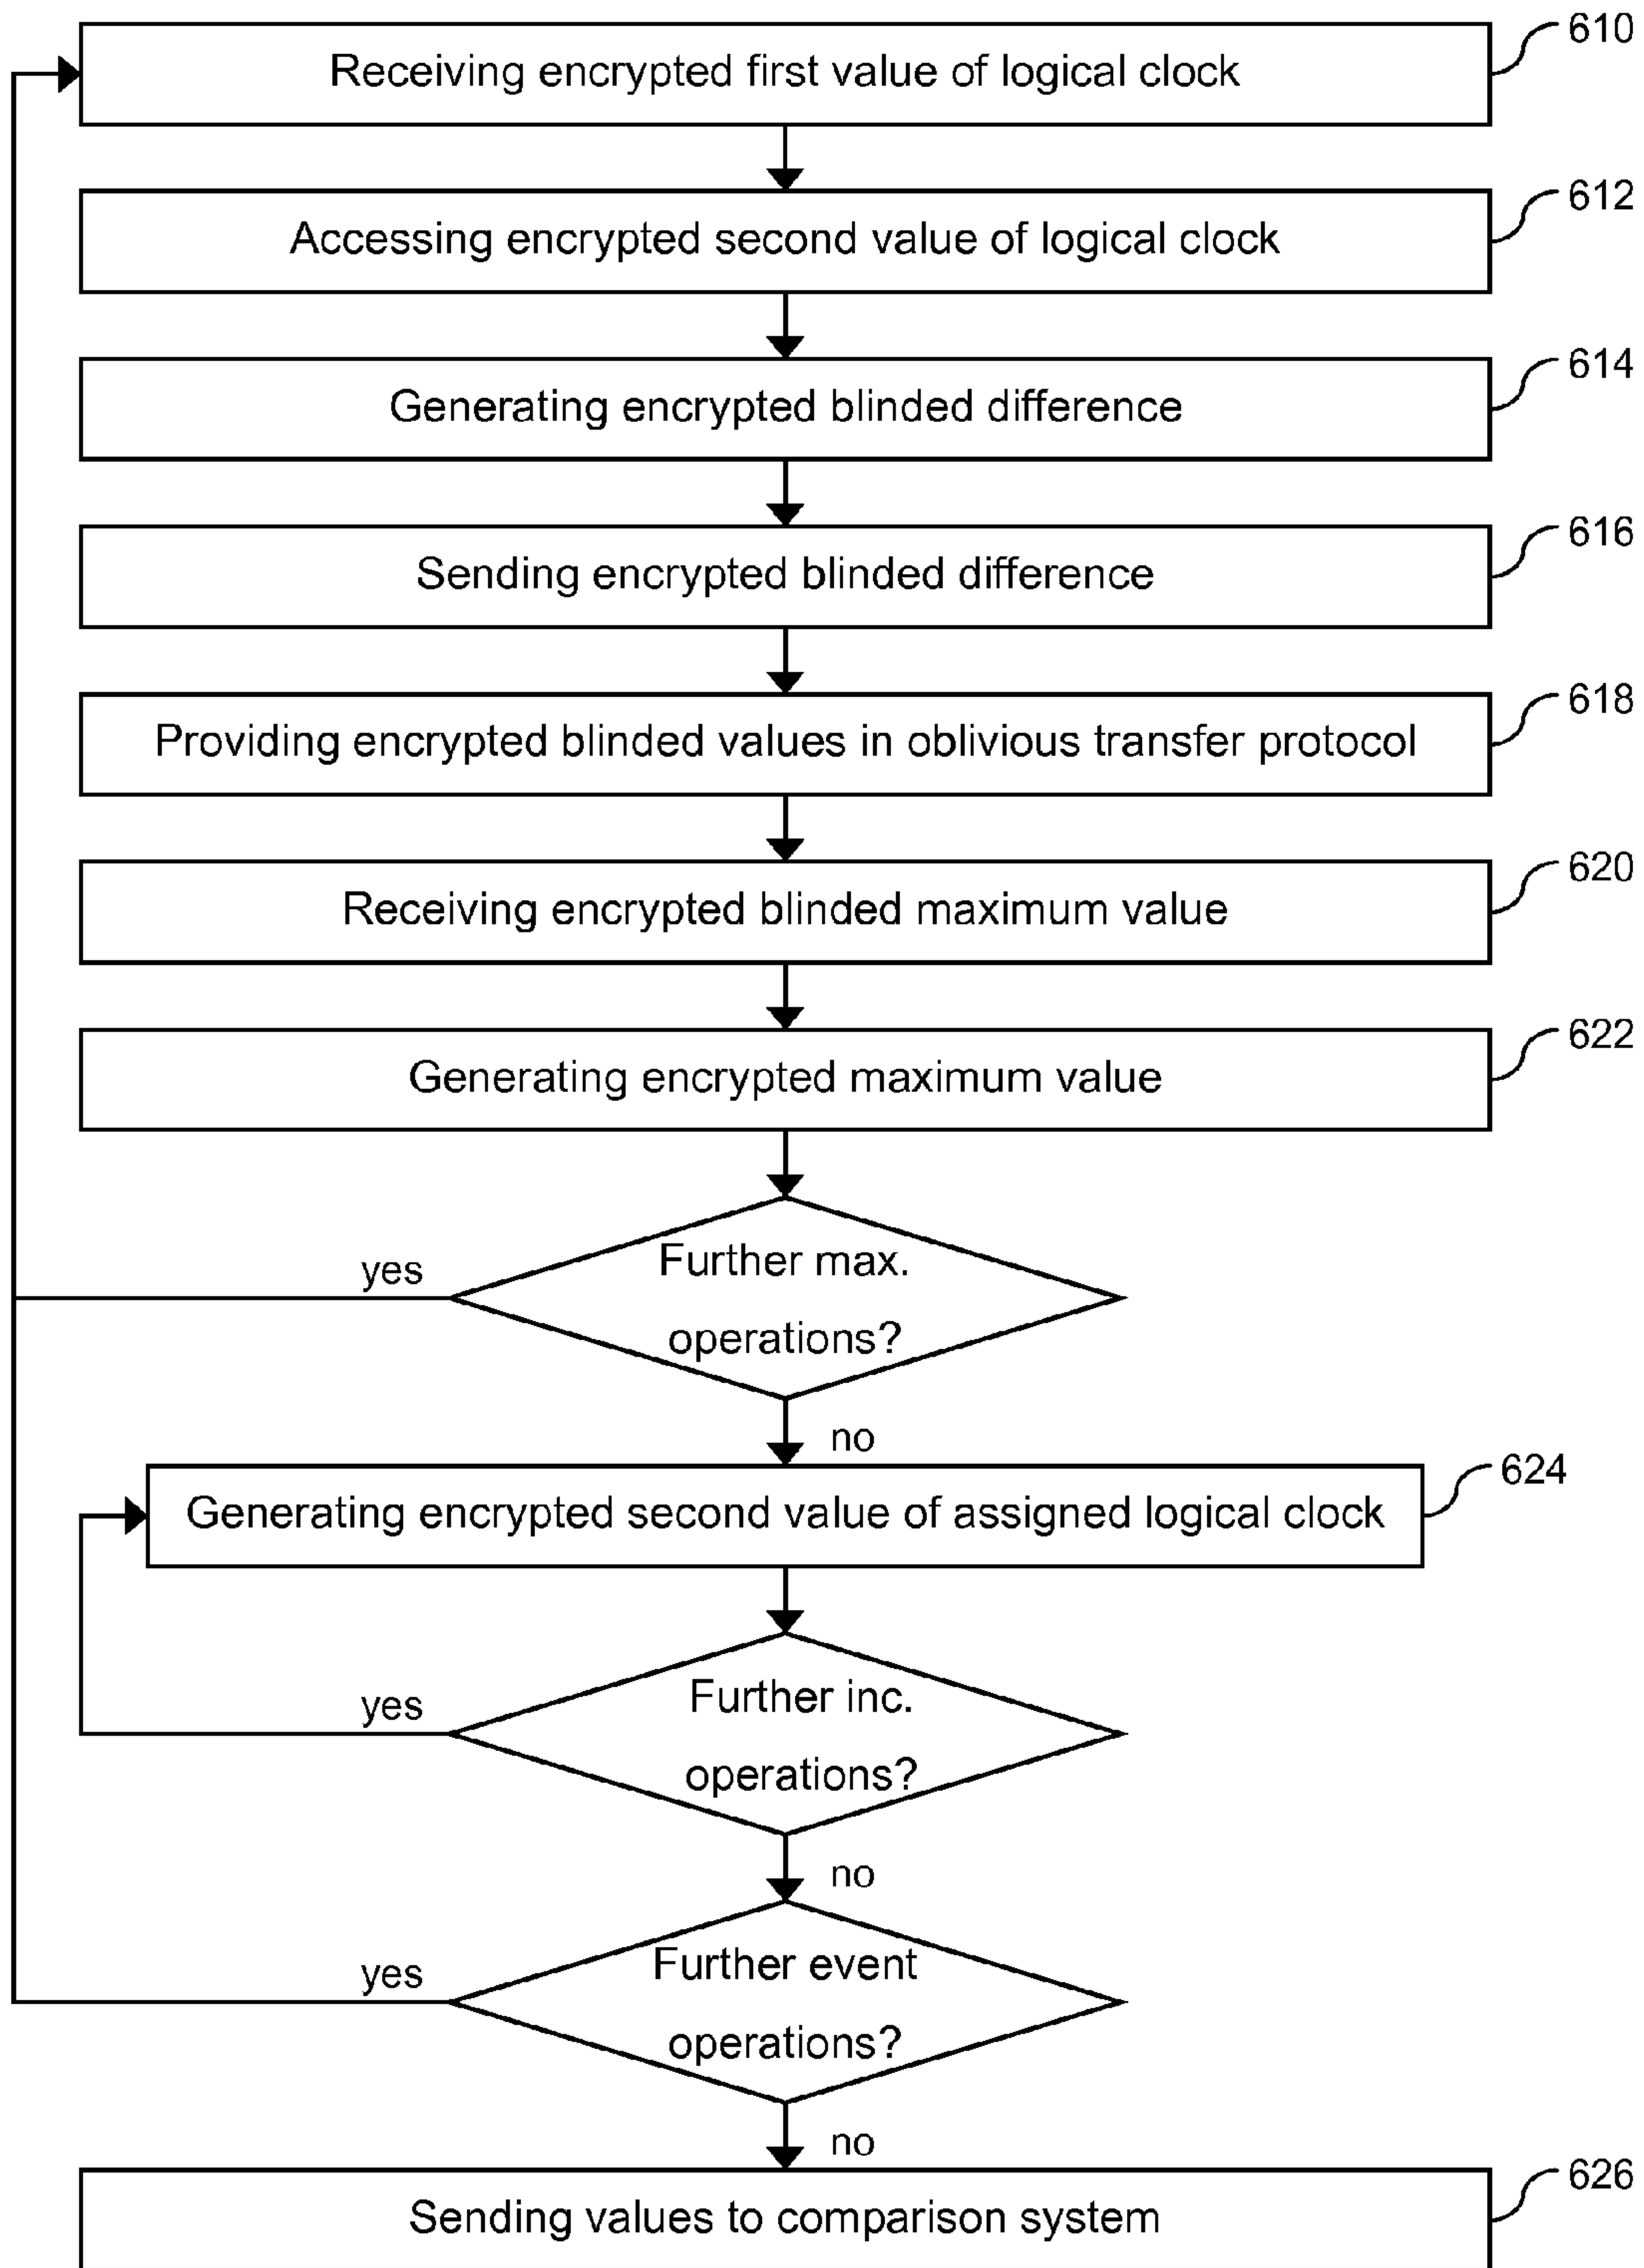 610
Receiving encrypted first value of logical clock
612
Accessing encrypted second value of logical clock
614
Generating encrypted blinded difference
616
Sending encrypted blinded difference
618
Providing encrypted blinded values in oblivious transfer protocol
620
Receiving encrypted blinded maximum value
622
Generating encrypted maximum value
yes
Further max.
operations?
no
624
Generating encrypted second value of assigned logical clock
yes
Further inc.
operations?
no
yes
Further event
operations?
no
626
Sending values to comparison system